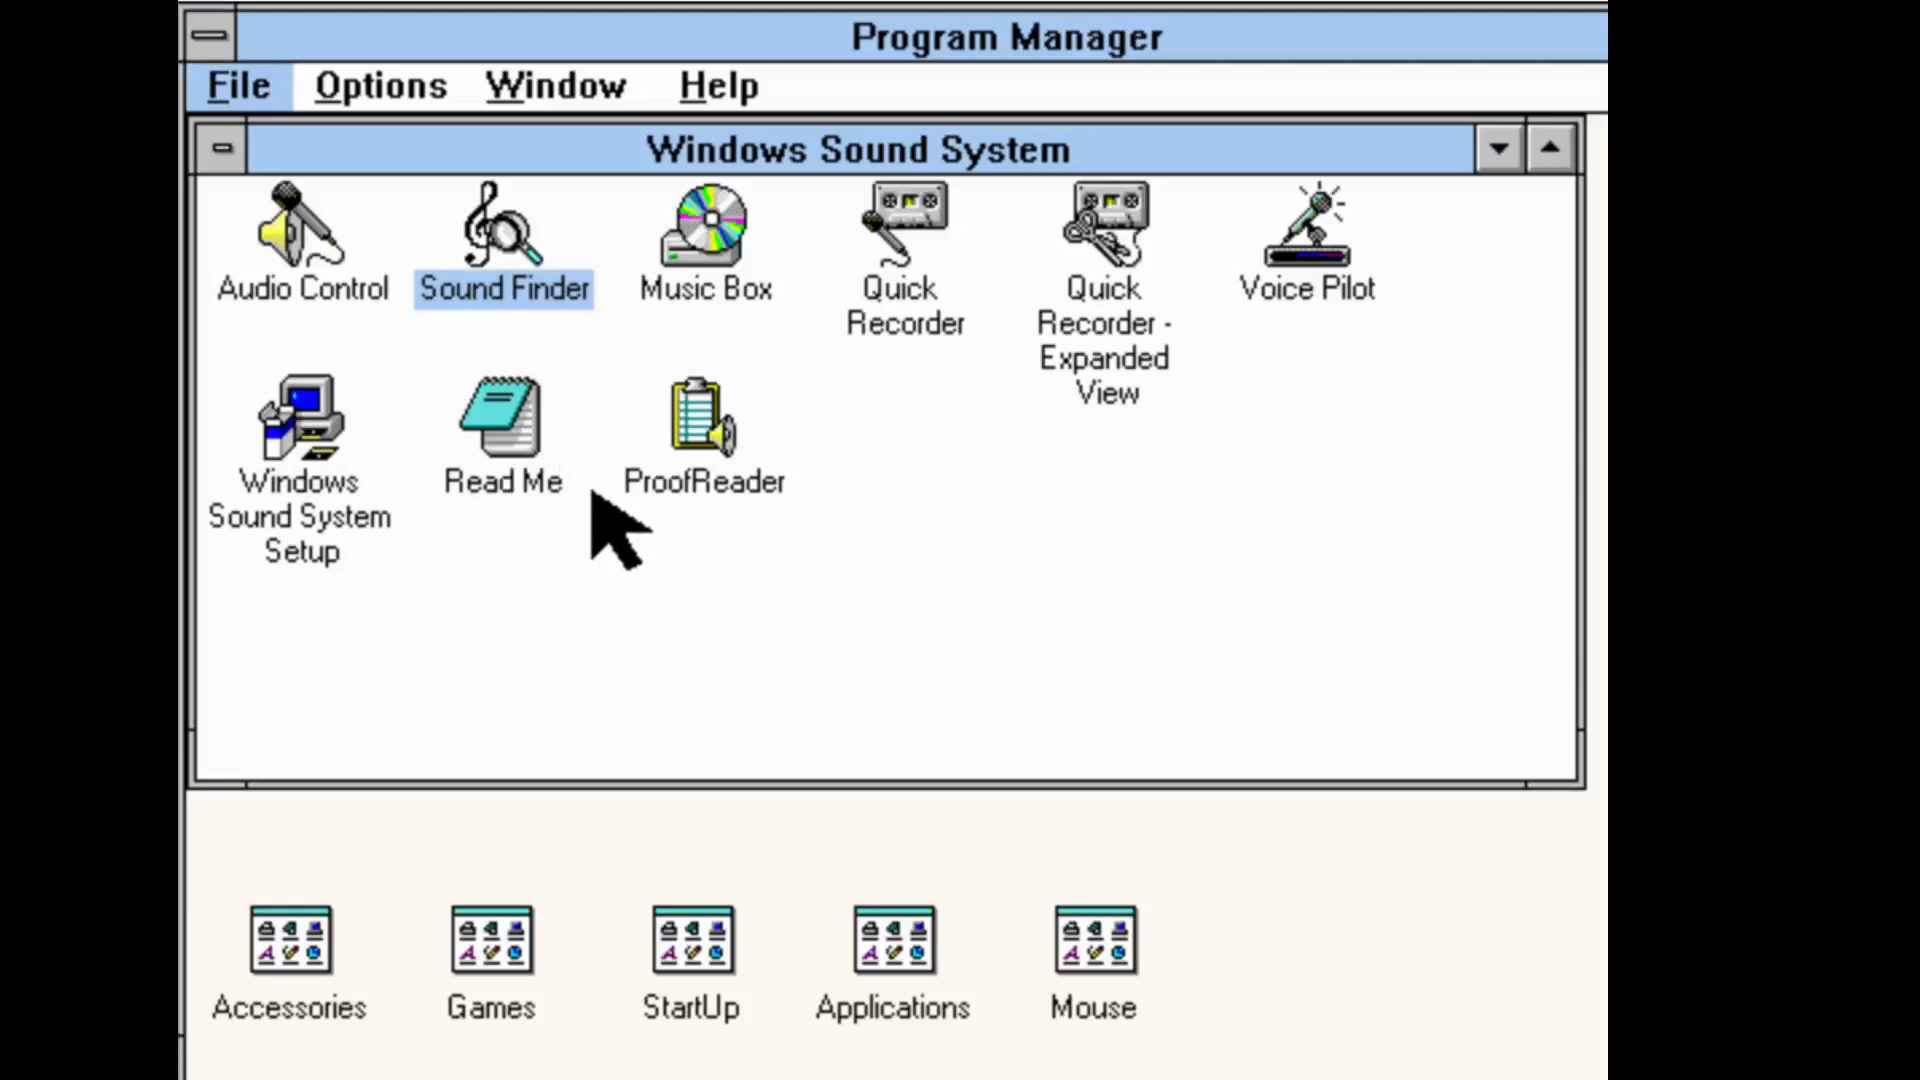 Program Manager
File Options Window Help
Windows Sound System
Audio Control
Sound Finder
Music Box
Quick
Recorder
Quick
Recorder -
Expanded
View
Voice Pilot
Windows
Sound System
Setup
Read Me
ProofReader
Accessories
Games
StartUp
Applications
Mouse